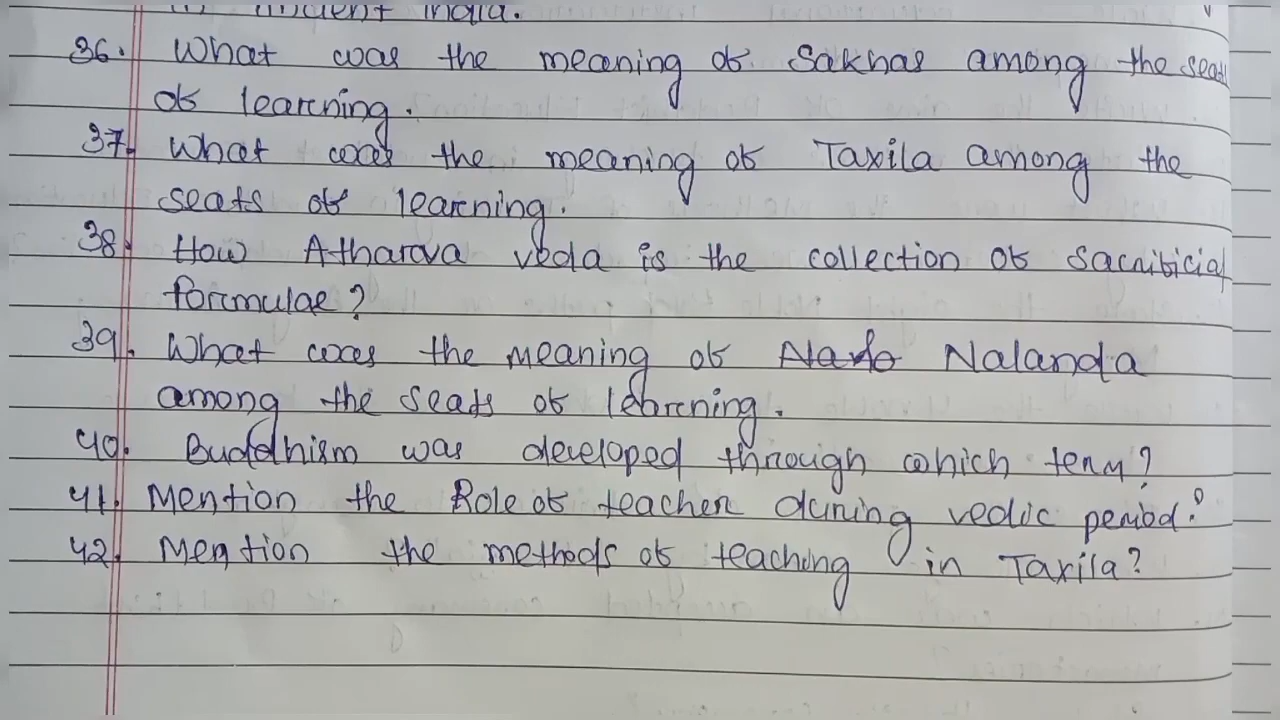 in Ancient India.
36. What was the meaning of Sakhas among the seats
of learning.
37. What was the meaning of Taxila among the
seats of learning.
38. How Atharva veda is the collection of Sacrificial
formulae?
39. What was the meaning of Nalanda
among the seats of learning.
40. Buddhism was developed through which term?
41. Mention the Role of teacher during vedic period?
42. Mention the methods of teaching in Taxila?